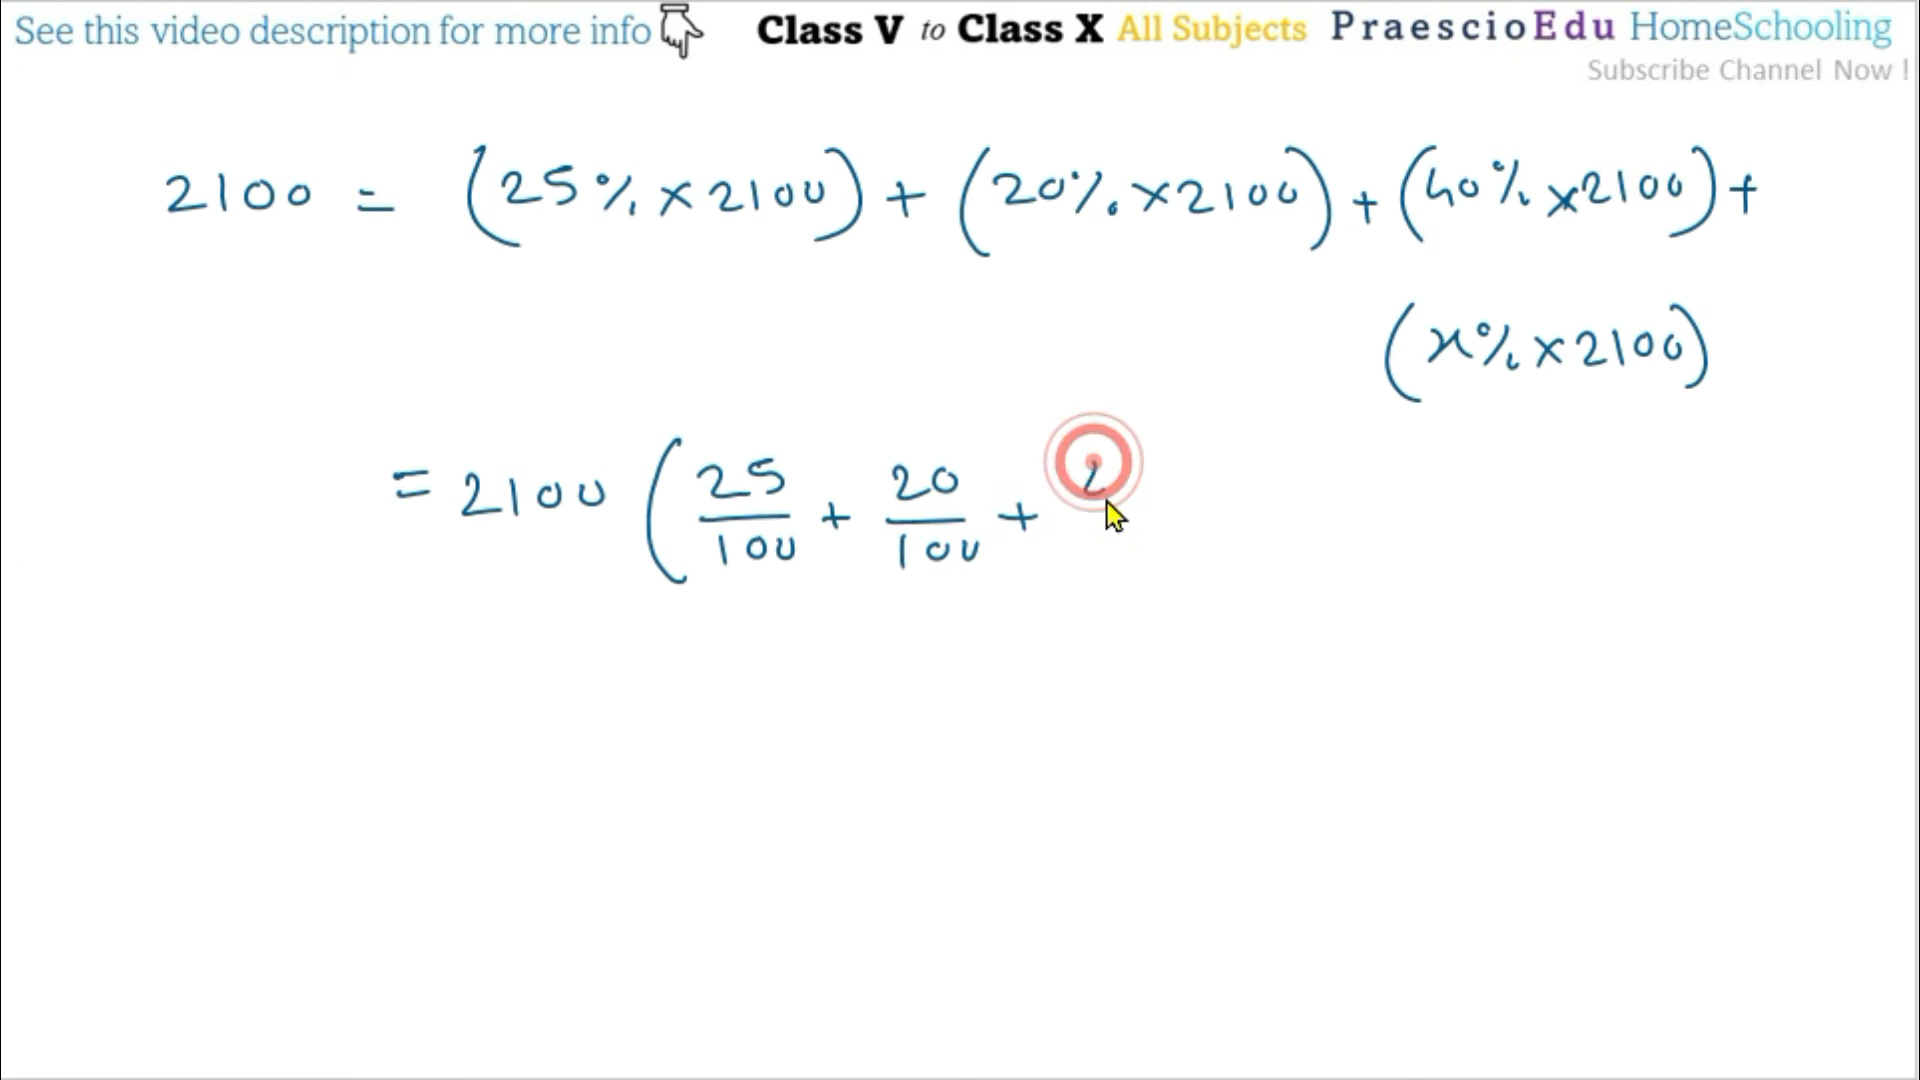 See this video description for more info Class V to Class X All Subjects PraescioEdu HomeSchooling
Subscribe Channel Now !
2100 = (25% × 2100) + (20% × 2100) + (40% × 2100) +
(x% × 2100)
= 2100 ( 25/100 + 20/100 +